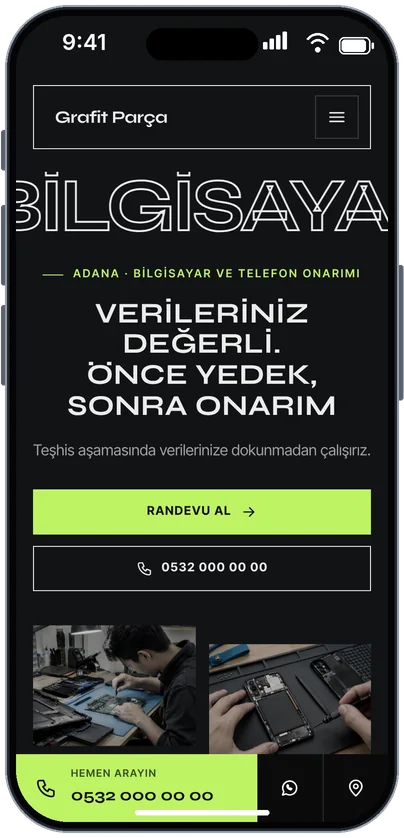 9:41
Grafit Parça
BİLGİSAYA
ADANA · BİLGİSAYAR VE TELEFON ONARIMI
VERİLERİNİZ
DEĞERLİ.
ÖNCE YEDEK,
SONRA ONARIM
Teşhis aşamasında verilerinize dokunmadan çalışırız.
RANDEVU AL →
0532 000 00 00
HEMEN ARAYIN
0532 000 00 00